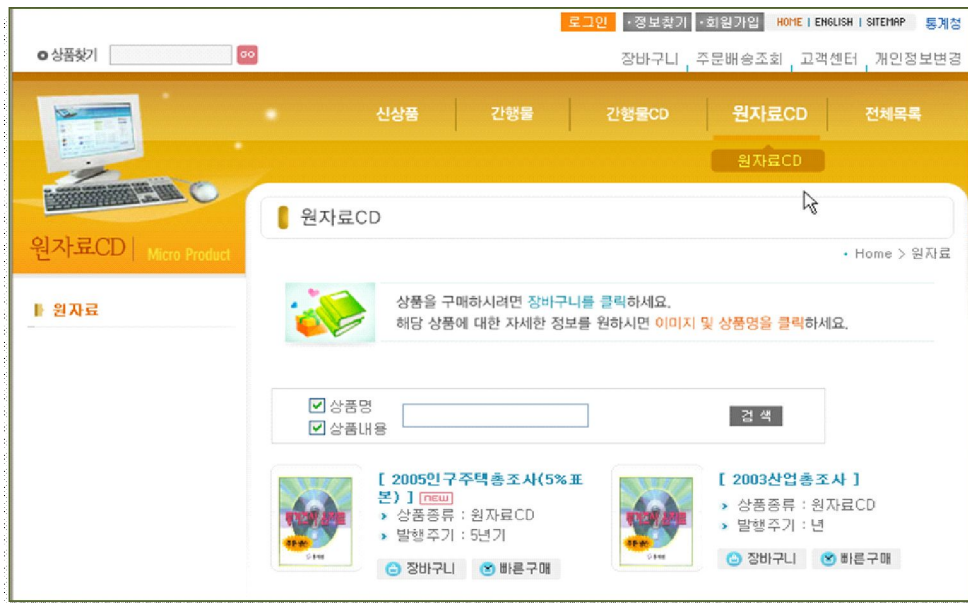 로그인 ·정보찾기 ·회원가입 HOME | ENGLISH | SITEMAP 통계청
상품찾기 GO
장바구니 주문배송조회 고객센터 개인정보변경
신상품 간행물 간행물CD 원자료CD 전체목록
원자료CD
원자료CD
원자료CD Micro Product
· Home > 원자료
원자료
상품을 구매하시려면 장바구니를 클릭하세요.
해당 상품에 대한 자세한 정보를 원하시면 이미지 및 상품명을 클릭하세요.
상품명
상품내용
검 색
[ 2005인구주택총조사(5%표
본) ] new
상품종류 : 원자료CD
발행주기 : 5년기
장바구니 빠른구매
[ 2003산업총조사 ]
상품종류 : 원자료CD
발행주기 : 년
장바구니 빠른구매